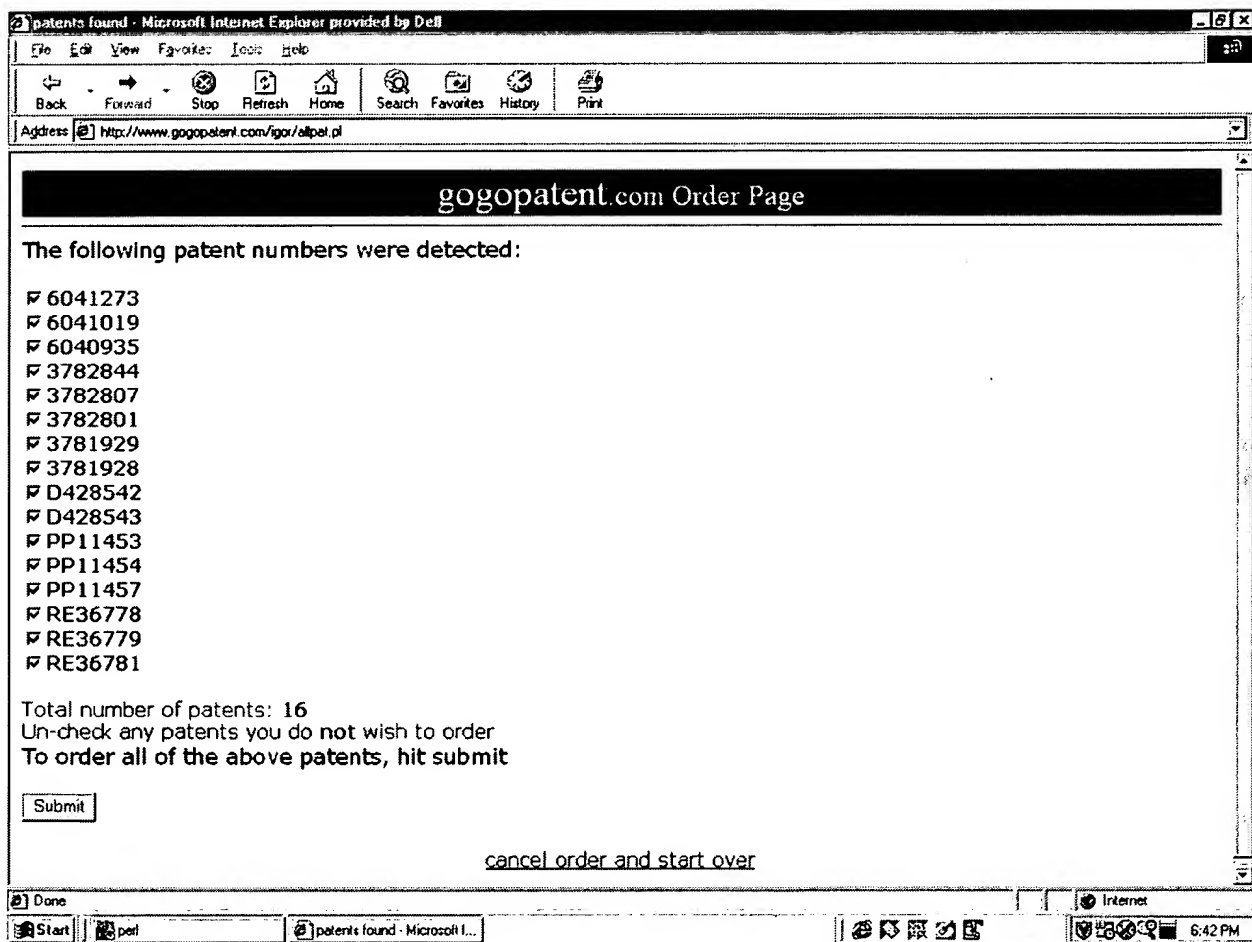 patents found - Microsoft Internet Explorer provided by Dell
File Edit View Favorites Tools Help
Back Forward Stop Refresh Home Search Favorites History Print
Address http://www.gogopatent.com/igor/allpat.pl
gogopatent.com Order Page
The following patent numbers were detected:
6041273
6041019
6040935
3782844
3782807
3782801
3781929
3781928
D428542
D428543
PP11453
PP11454
PP11457
RE36778
RE36779
RE36781
Total number of patents: 16
Un-check any patents you do not wish to order
To order all of the above patents, hit submit
Submit
cancel order and start over
Done Internet
Start perl patents found - Microsoft I... 6:42 PM